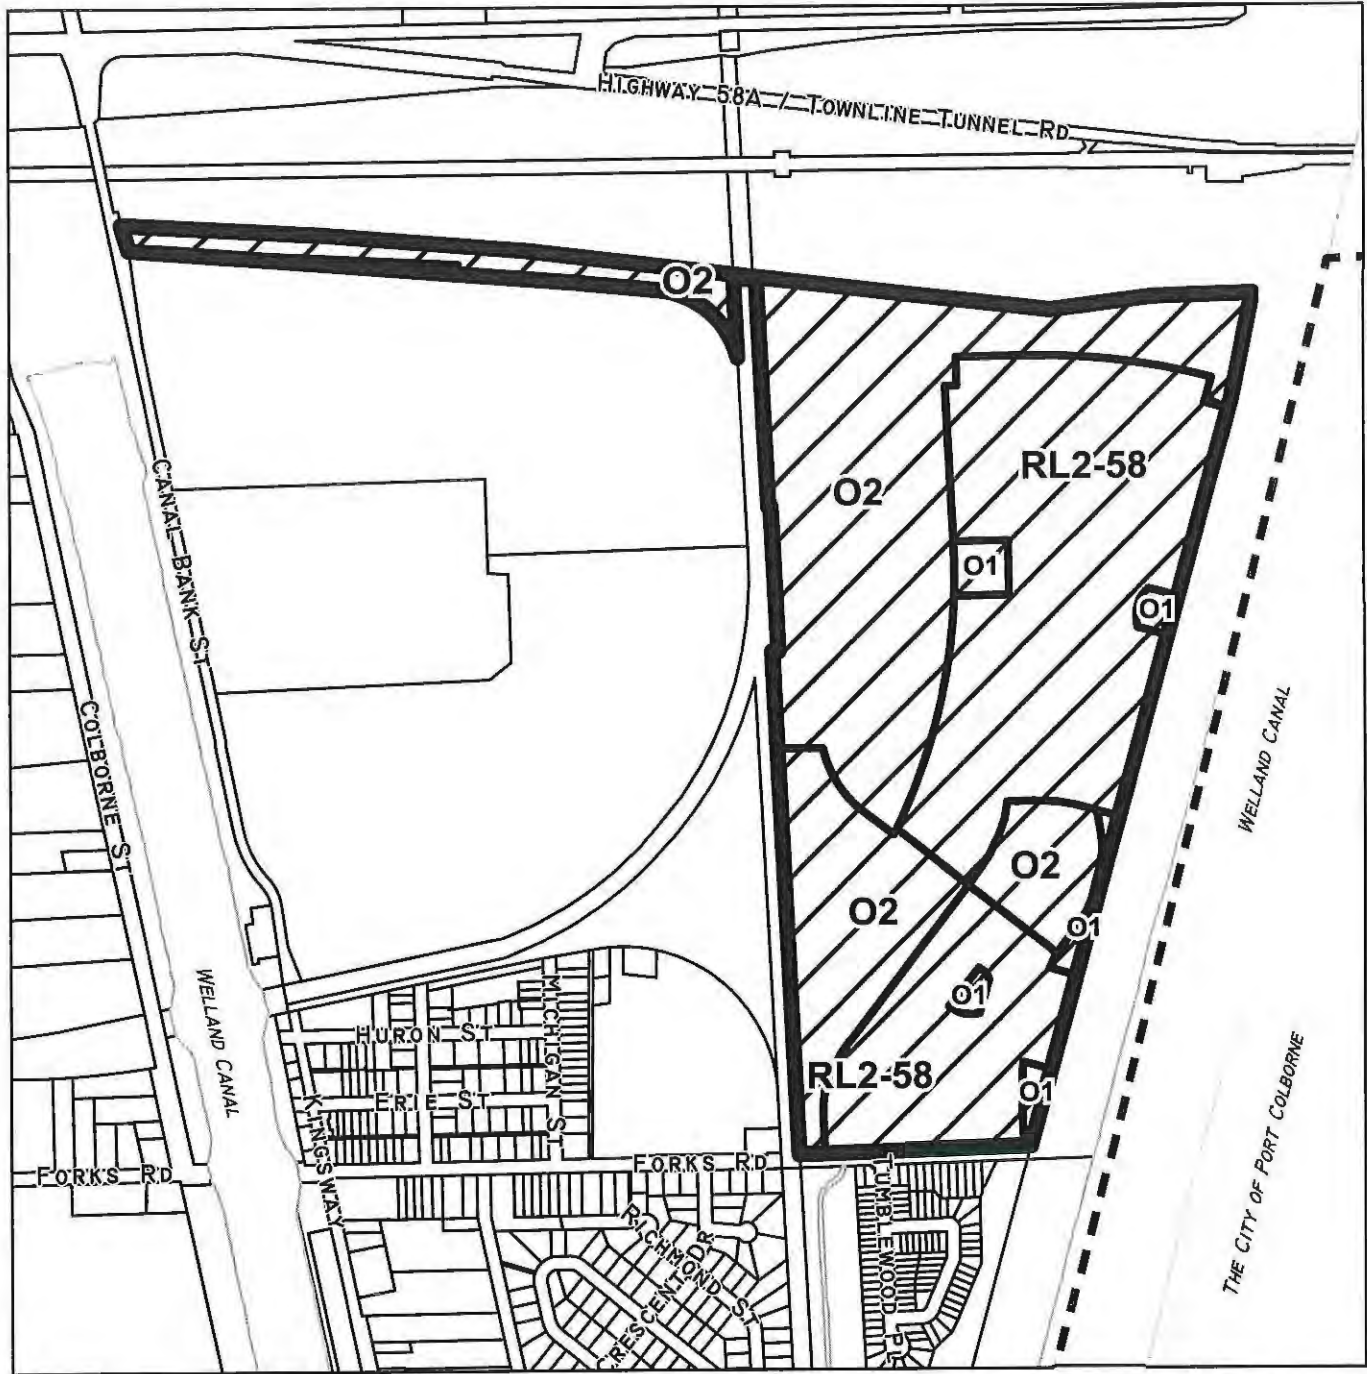 HIGHWAY 58A / TOWNLINE TUNNEL RD
O2
RL2-58
O2
O1
O1
CANAL BANK ST
COLBORNE ST
WELLAND CANAL
O2
O2
O1
O1
WELLAND CANAL
HURON ST
MICHIGAN ST
ERIE ST
KINGSWAY
RL2-58
O1
THE CITY OF PORT COLBORNE
FORKS RD
FORKS RD
RICHMOND ST
CRESCENT DR
TUMBLEWOOD PL